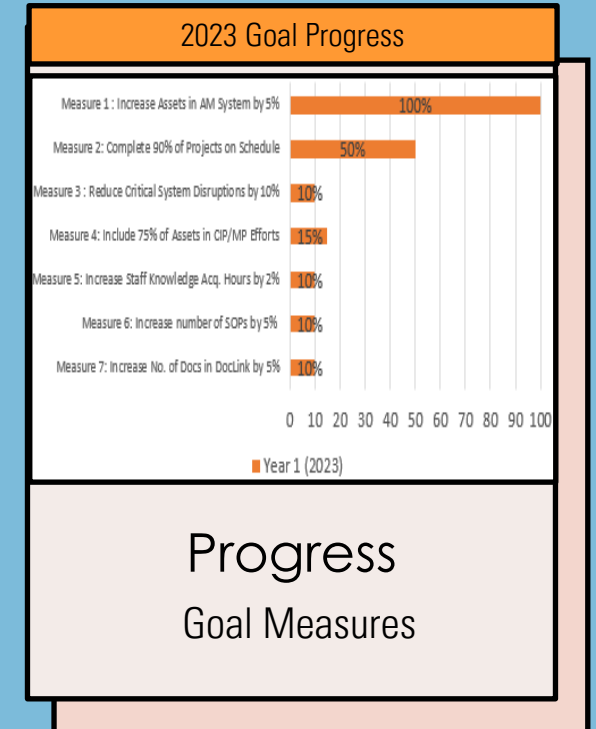 2023 Goal Progress
Measure 1 : Increase Assets in AM System by 5%
100%
Measure 2: Complete 90% of Projects on Schedule
50%
Measure 3 : Reduce Critical System Disruptions by 10%
10%
Measure 4: Include 75% of Assets in CIP/MP Efforts
15%
Measure 5: Increase Staff Knowledge Acq. Hours by 2%
10%
Measure 6: Increase number of SOPs by 5%
10%
Measure 7: Increase No. of Docs in DocLink by 5%
10%
0 10 20 30 40 50 60 70 80 90 100
Year 1 (2023)
Progress
Goal Measures